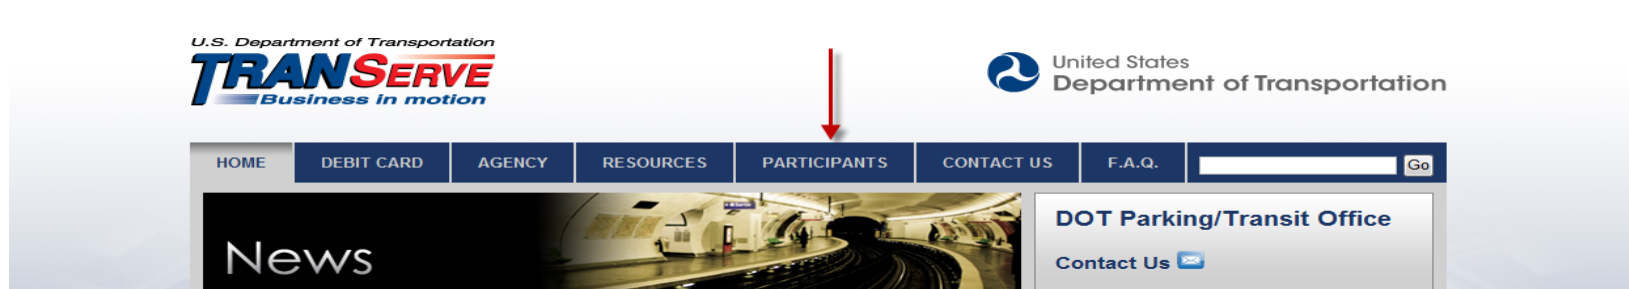 U.S. Department of Transportation
TRANSERVE
Business in motion
United States
Department of Transportation
HOME DEBIT CARD AGENCY RESOURCES PARTICIPANTS CONTACT US F.A.Q. Go
News
DOT Parking/Transit Office
Contact Us